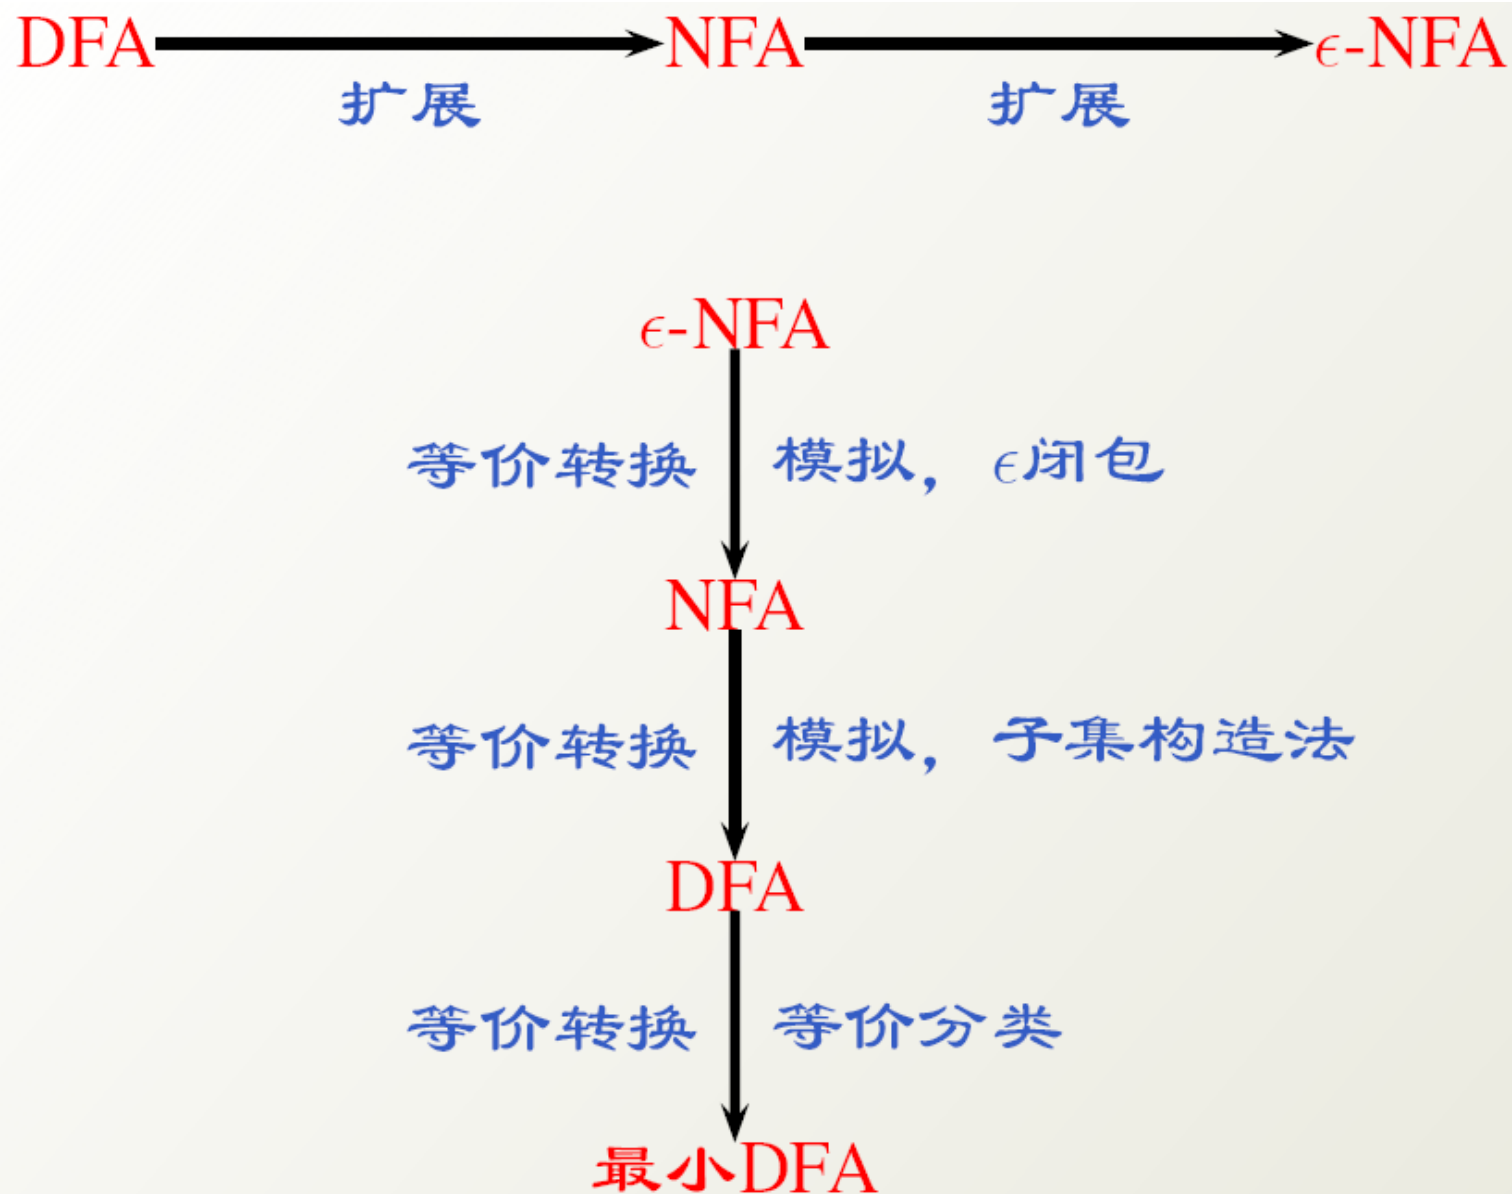 DFA NFA ϵ-NFA
扩展 扩展
ϵ-NFA
等价转换 模拟，ϵ闭包
NFA
等价转换 模拟，子集构造法
DFA
等价转换 等价分类
最小DFA